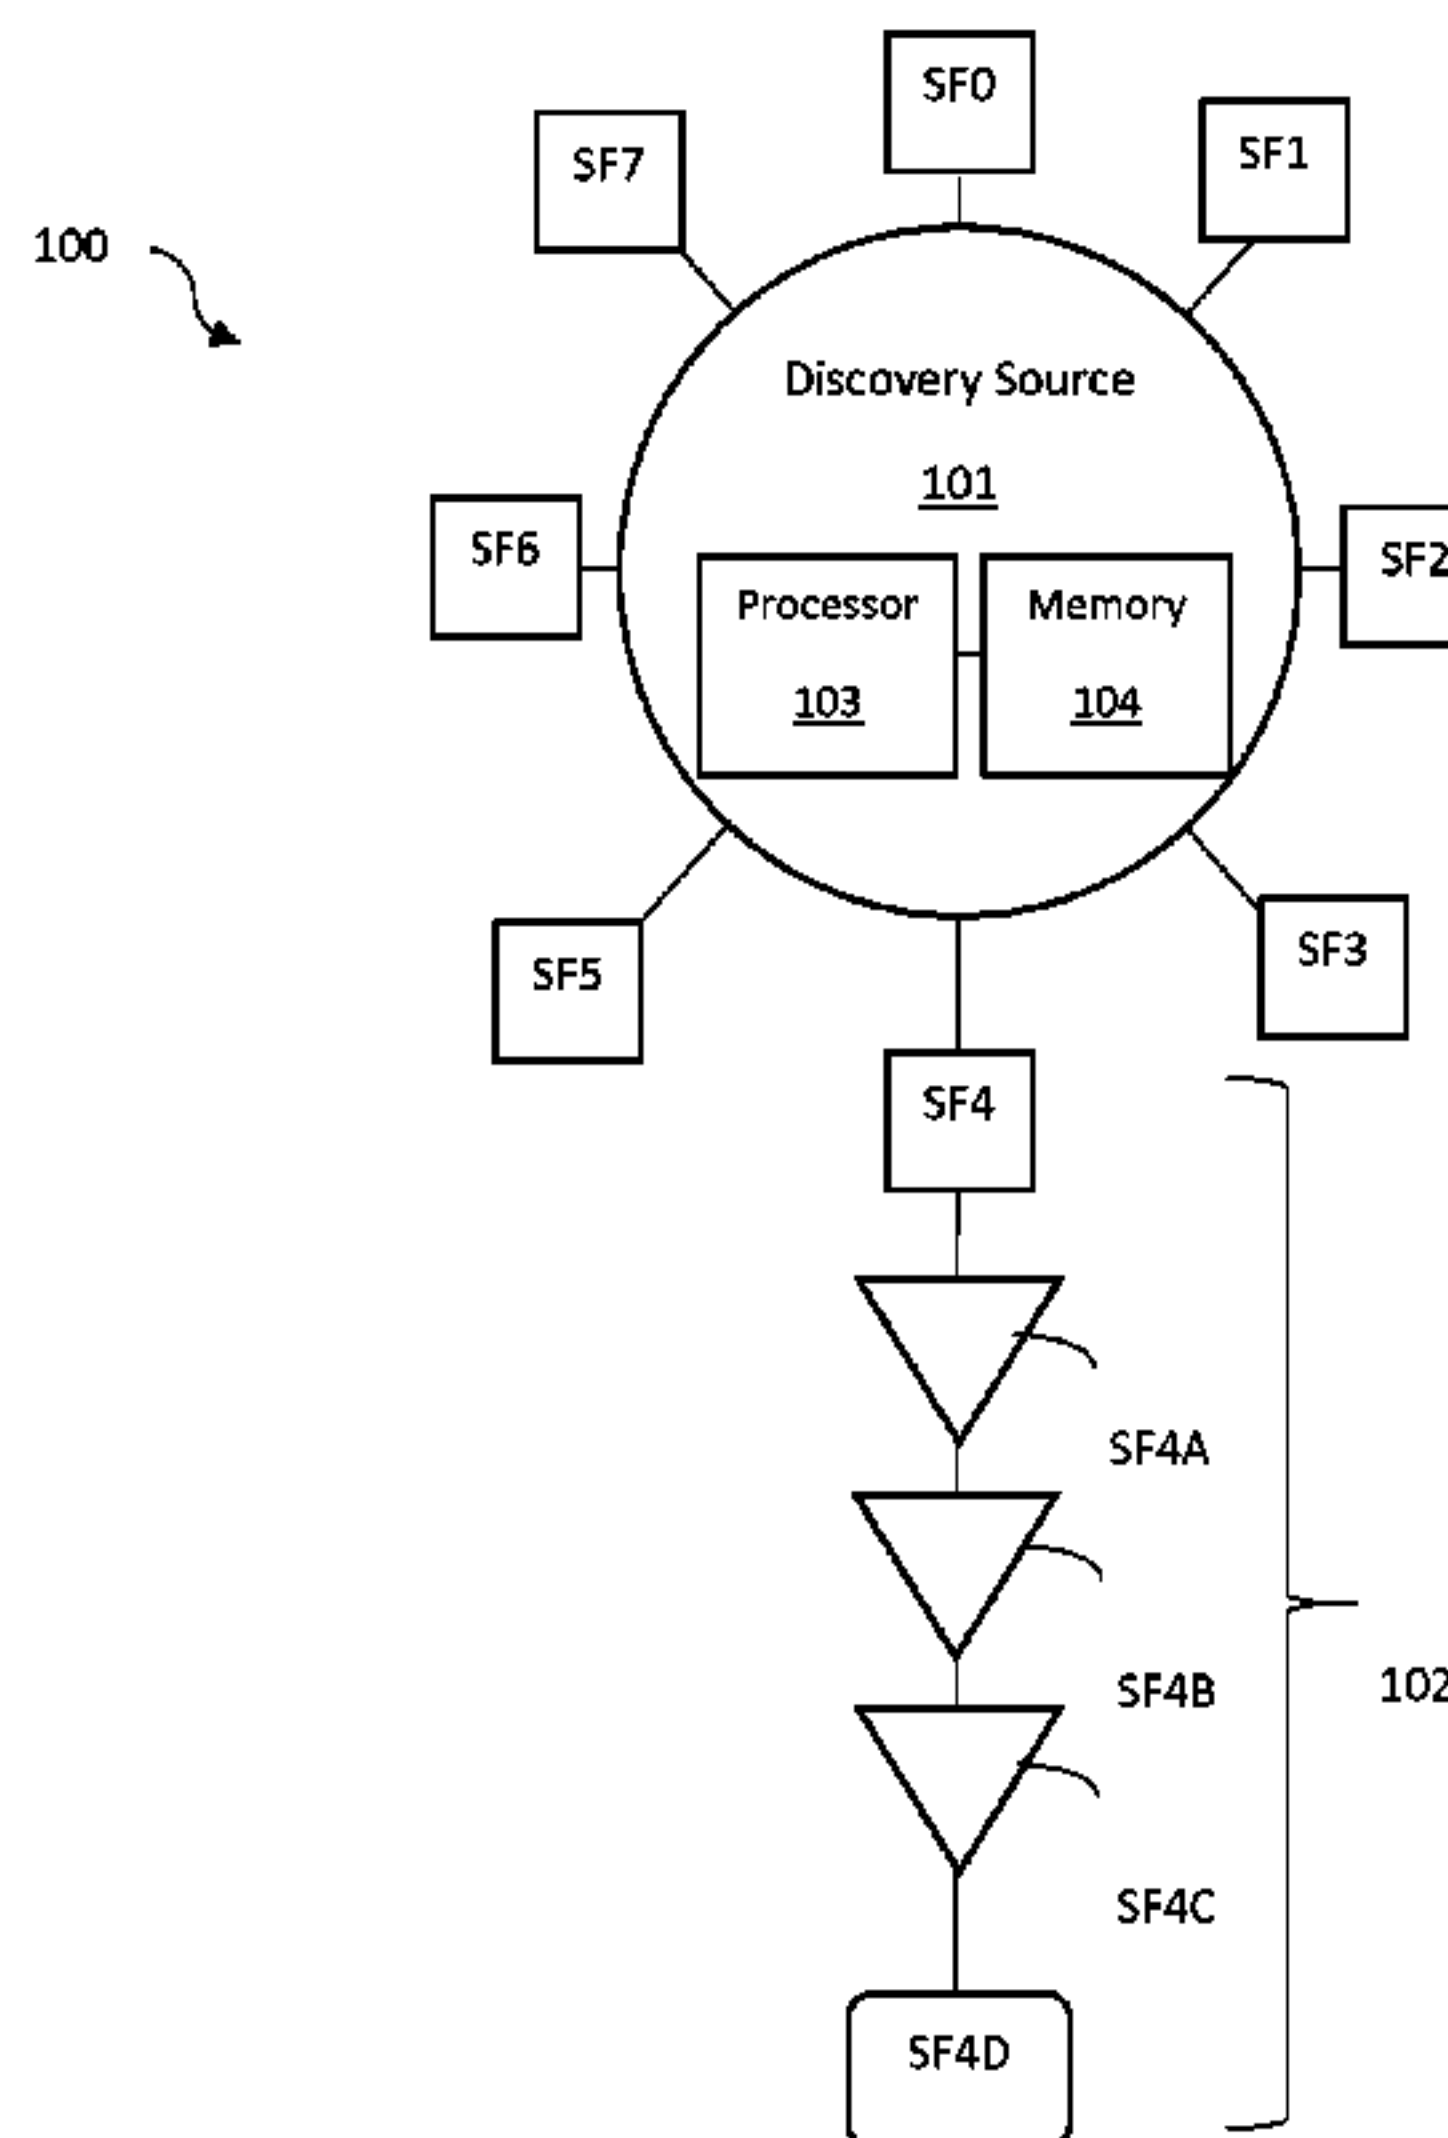 SF0
SF1
SF7
100
Discovery Source
101
SF6
SF2
Processor
Memory
103
104
SF5
SF3
SF4
SF4A
SF4B
102
SF4C
SF4D